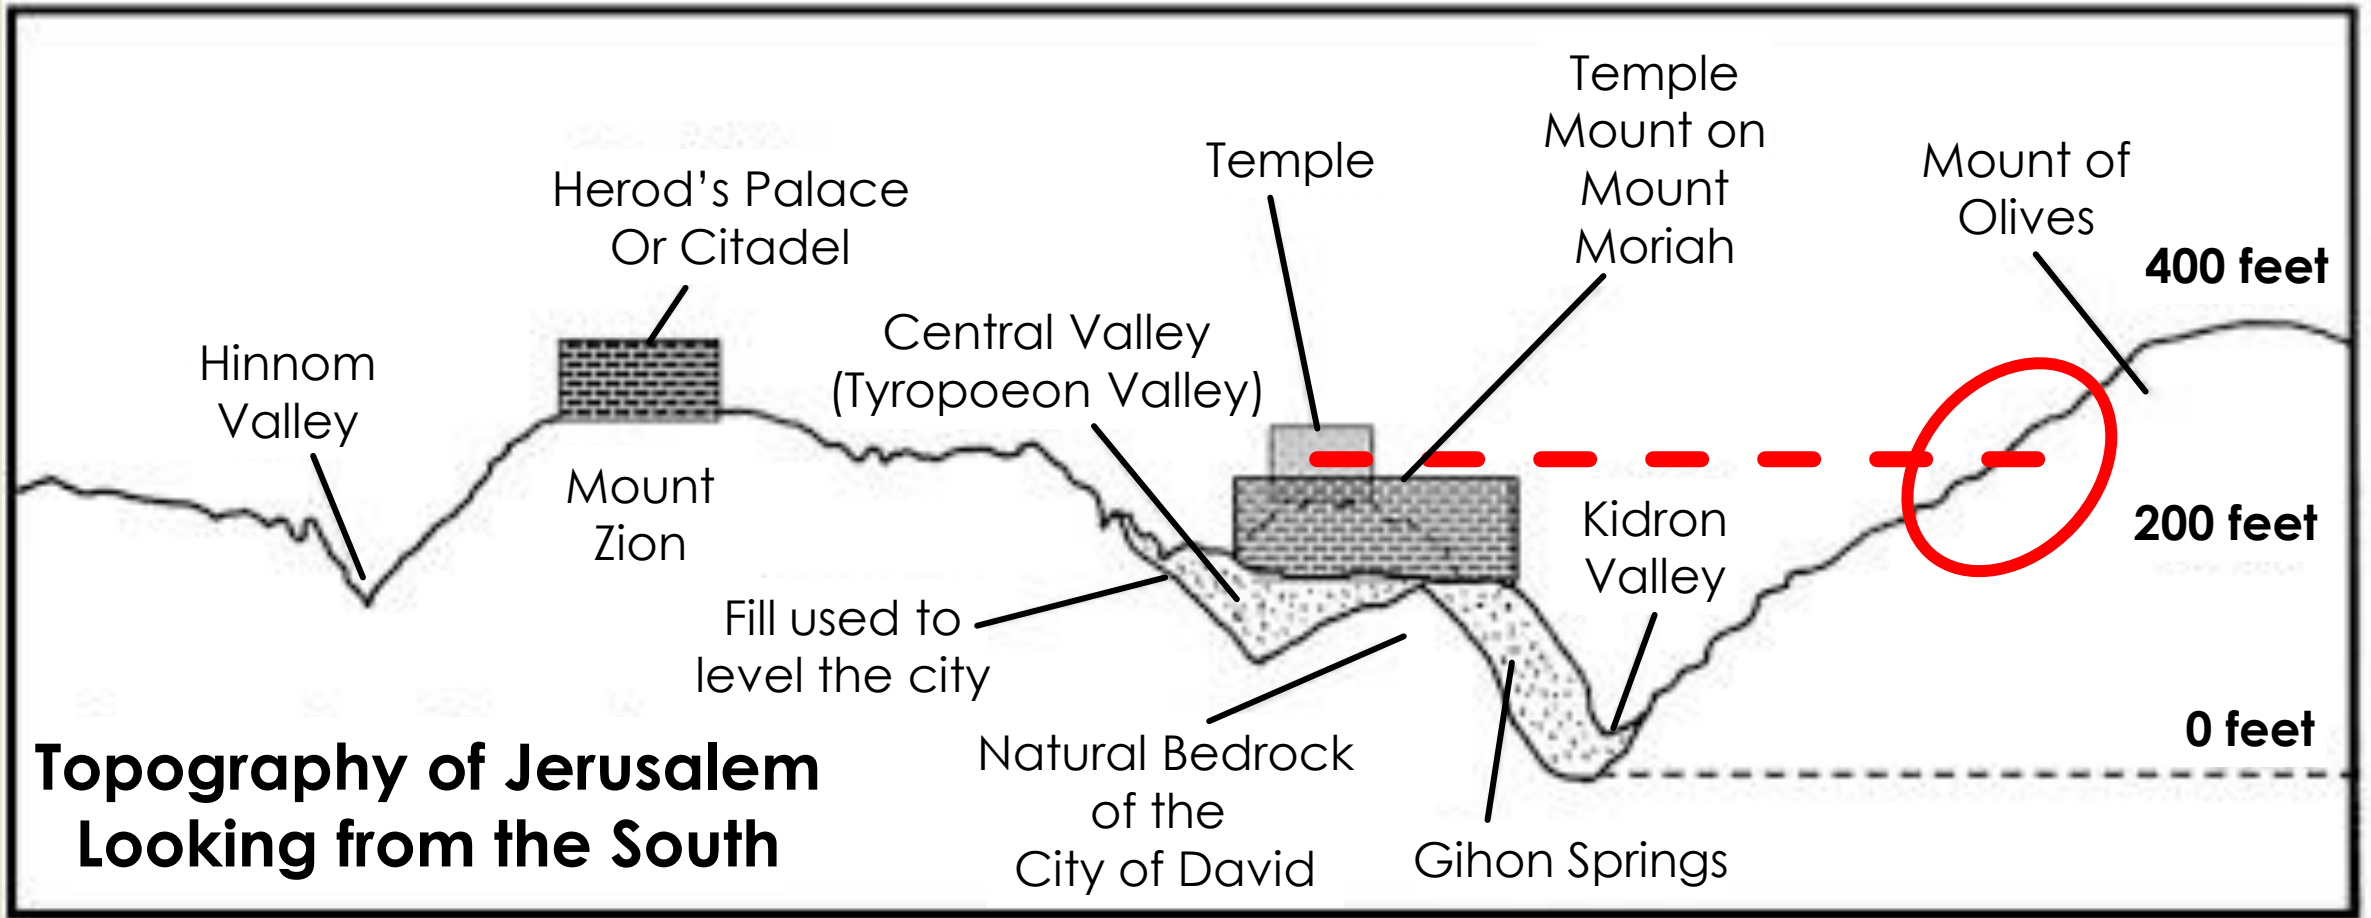 Temple
Mount on
Mount
Moriah
Temple
Mount of
Olives
Herod’s Palace
Or Citadel
400 feet
Central Valley
(Tyropoeon Valley)
Hinnom
Valley
Mount
Zion
Kidron
Valley
200 feet
Fill used to
level the city
0 feet
Natural Bedrock
of the
City of David
Gihon Springs
Topography of Jerusalem
Looking from the South